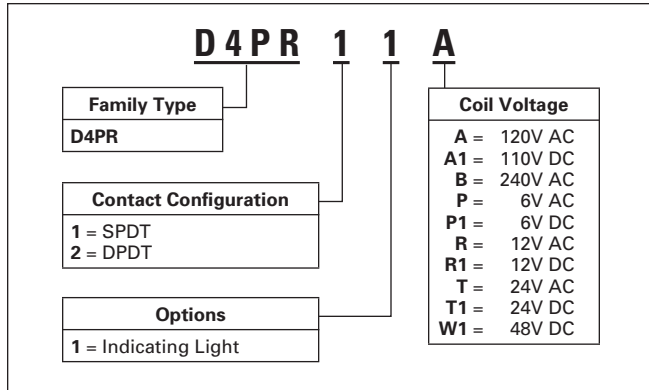 D4PR 1 1 A
Family Type
D4PR
Contact Configuration
1 = SPDT
2 = DPDT
Options
1 = Indicating Light
Coil Voltage
A = 120V AC
A1 = 110V DC
B = 240V AC
P = 6V AC
P1 = 6V DC
R = 12V AC
R1 = 12V DC
T = 24V AC
T1 = 24V DC
W1 = 48V DC